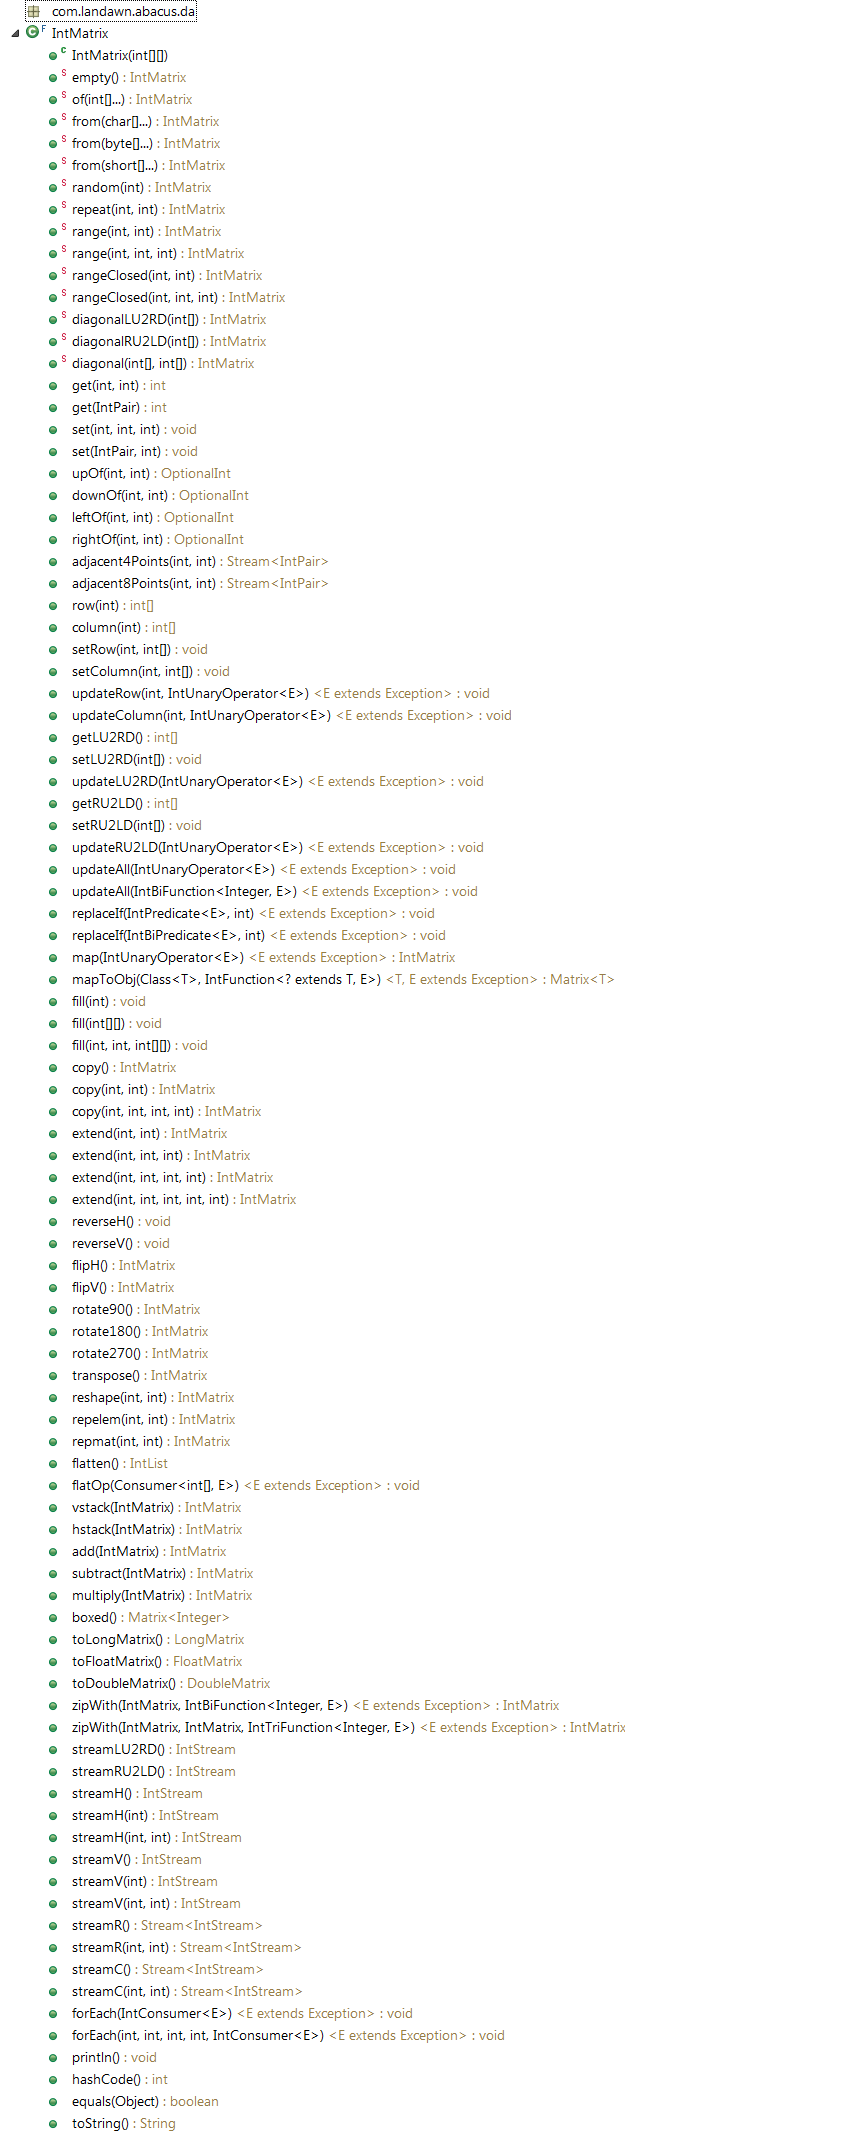 com.landawn.abacus.da
F IntMatrix
C IntMatrix(int[][])
S empty() : IntMatrix
S of(int[]...) : IntMatrix
S from(char[]...) : IntMatrix
S from(byte[]...) : IntMatrix
S from(short[]...) : IntMatrix
S random(int) : IntMatrix
S repeat(int, int) : IntMatrix
S range(int, int) : IntMatrix
S range(int, int, int) : IntMatrix
S rangeClosed(int, int) : IntMatrix
S rangeClosed(int, int, int) : IntMatrix
S diagonalLU2RD(int[]) : IntMatrix
S diagonalRU2LD(int[]) : IntMatrix
S diagonal(int[], int[]) : IntMatrix
get(int, int) : int
get(IntPair) : int
set(int, int, int) : void
set(IntPair, int) : void
upOf(int, int) : OptionalInt
downOf(int, int) : OptionalInt
leftOf(int, int) : OptionalInt
rightOf(int, int) : OptionalInt
adjacent4Points(int, int) : Stream<IntPair>
adjacent8Points(int, int) : Stream<IntPair>
row(int) : int[]
column(int) : int[]
setRow(int, int[]) : void
setColumn(int, int[]) : void
updateRow(int, IntUnaryOperator<E>) <E extends Exception> : void
updateColumn(int, IntUnaryOperator<E>) <E extends Exception> : void
getLU2RD() : int[]
setLU2RD(int[]) : void
updateLU2RD(IntUnaryOperator<E>) <E extends Exception> : void
getRU2LD() : int[]
setRU2LD(int[]) : void
updateRU2LD(IntUnaryOperator<E>) <E extends Exception> : void
updateAll(IntUnaryOperator<E>) <E extends Exception> : void
updateAll(IntBiFunction<Integer, E>) <E extends Exception> : void
replaceIf(IntPredicate<E>, int) <E extends Exception> : void
replaceIf(IntBiPredicate<E>, int) <E extends Exception> : void
map(IntUnaryOperator<E>) <E extends Exception> : IntMatrix
mapToObj(Class<T>, IntFunction<? extends T, E>) <T, E extends Exception> : Matrix<T>
fill(int) : void
fill(int[][]) : void
fill(int, int, int[][]) : void
copy() : IntMatrix
copy(int, int) : IntMatrix
copy(int, int, int, int) : IntMatrix
extend(int, int) : IntMatrix
extend(int, int, int) : IntMatrix
extend(int, int, int, int) : IntMatrix
extend(int, int, int, int, int) : IntMatrix
reverseH() : void
reverseV() : void
flipH() : IntMatrix
flipV() : IntMatrix
rotate90() : IntMatrix
rotate180() : IntMatrix
rotate270() : IntMatrix
transpose() : IntMatrix
reshape(int, int) : IntMatrix
repelem(int, int) : IntMatrix
repmat(int, int) : IntMatrix
flatten() : IntList
flatOp(Consumer<int[], E>) <E extends Exception> : void
vstack(IntMatrix) : IntMatrix
hstack(IntMatrix) : IntMatrix
add(IntMatrix) : IntMatrix
subtract(IntMatrix) : IntMatrix
multiply(IntMatrix) : IntMatrix
boxed() : Matrix<Integer>
toLongMatrix() : LongMatrix
toFloatMatrix() : FloatMatrix
toDoubleMatrix() : DoubleMatrix
zipWith(IntMatrix, IntBiFunction<Integer, E>) <E extends Exception> : IntMatrix
zipWith(IntMatrix, IntMatrix, IntTriFunction<Integer, E>) <E extends Exception> : IntMatrix
streamLU2RD() : IntStream
streamRU2LD() : IntStream
streamH() : IntStream
streamH(int) : IntStream
streamH(int, int) : IntStream
streamV() : IntStream
streamV(int) : IntStream
streamV(int, int) : IntStream
streamR() : Stream<IntStream>
streamR(int, int) : Stream<IntStream>
streamC() : Stream<IntStream>
streamC(int, int) : Stream<IntStream>
forEach(IntConsumer<E>) <E extends Exception> : void
forEach(int, int, int, int, IntConsumer<E>) <E extends Exception> : void
println() : void
hashCode() : int
equals(Object) : boolean
toString() : String